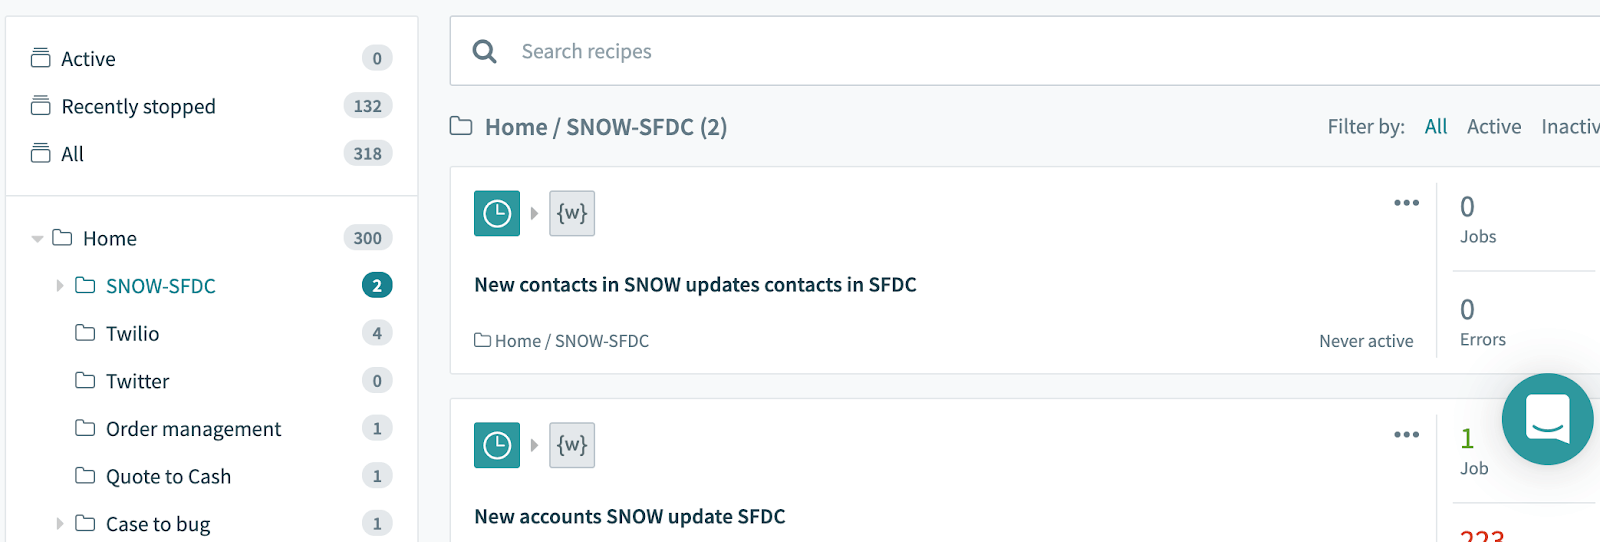 Active 0
Recently stopped 132
All 318
Home 300
SNOW-SFDC 2
Twilio 4
Twitter 0
Order management 1
Quote to Cash 1
Case to bug 1
Search recipes
Home / SNOW-SFDC (2)
Filter by: All Active Inactiv
{w}
0
Jobs
New contacts in SNOW updates contacts in SFDC
0
Errors
Home / SNOW-SFDC
Never active
{w}
1
Job
New accounts SNOW update SFDC
223